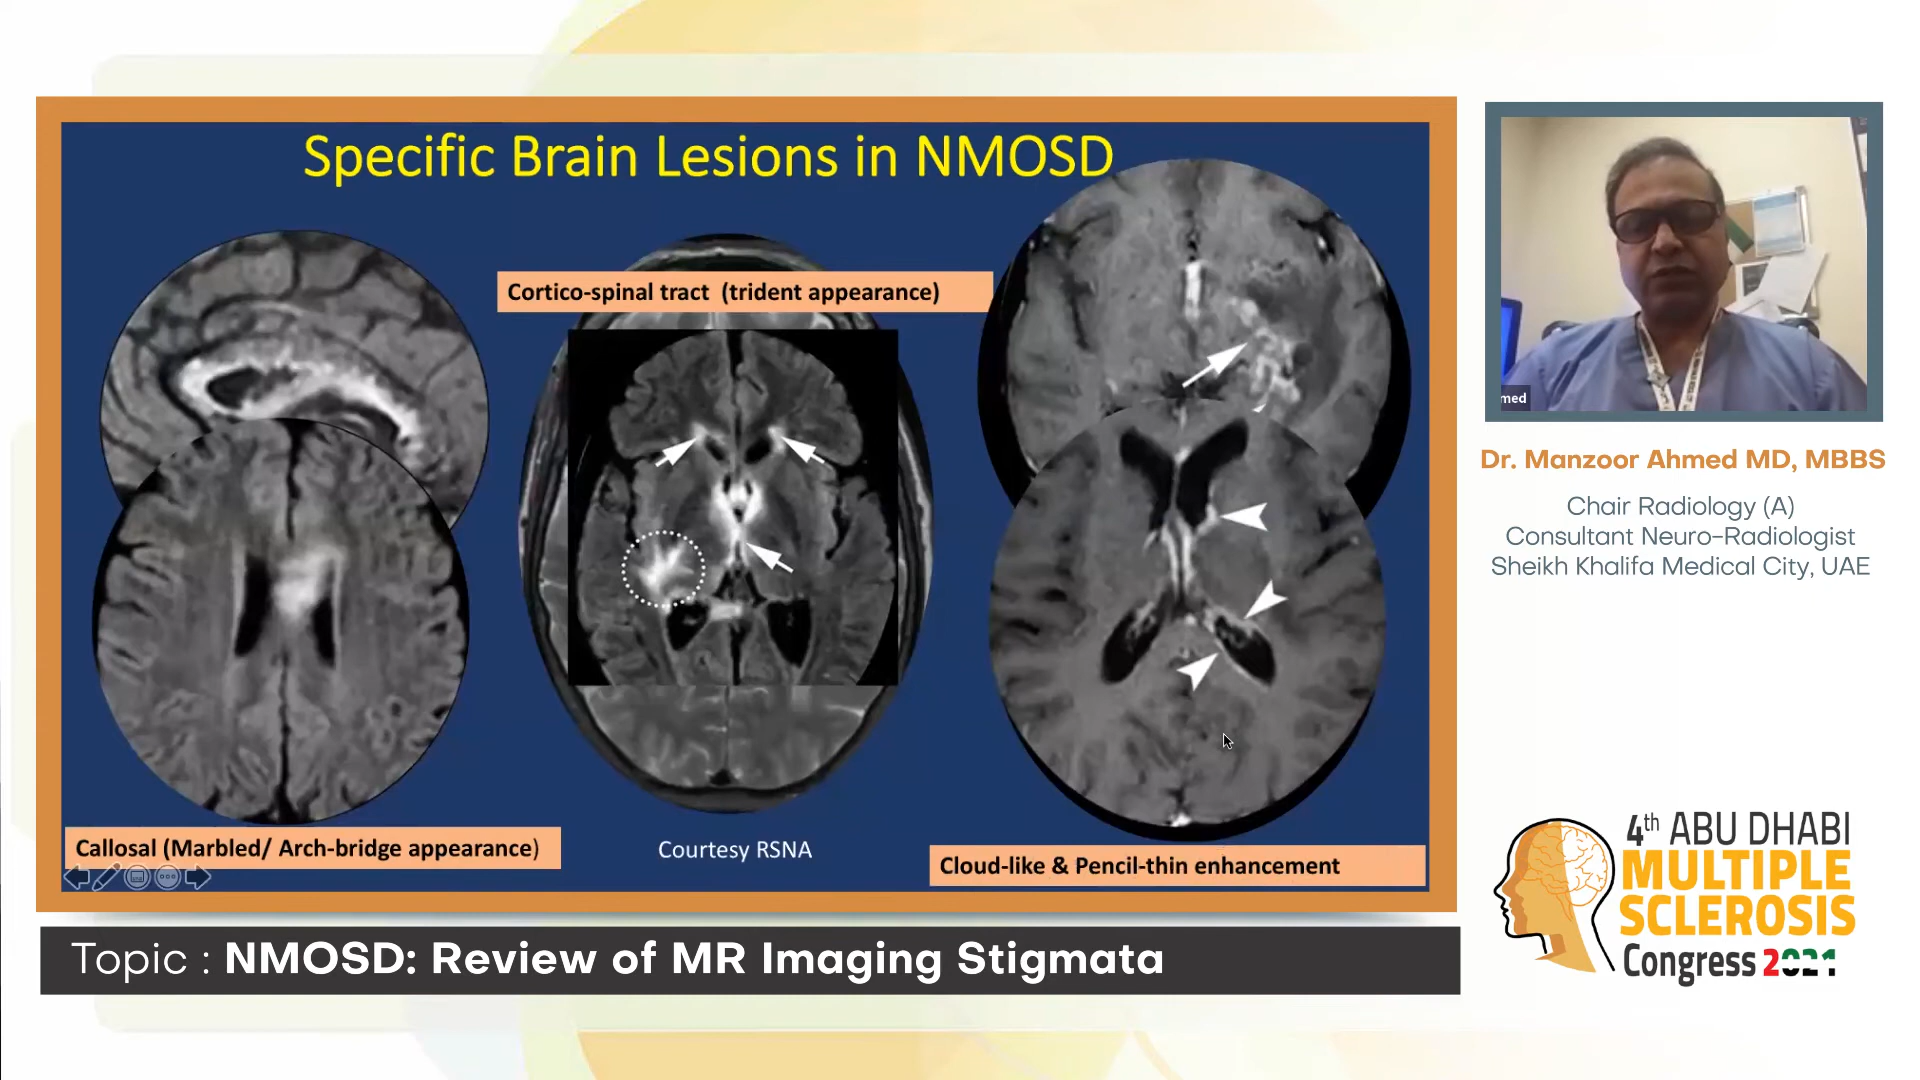 Specific Brain Lesions in NMOSD
Cortico-spinal tract (trident appearance)
Callosal (Marbled/ Arch-bridge appearance)
Courtesy RSNA
Cloud-like & Pencil-thin enhancement
Topic : NMOSD: Review of MR Imaging Stigmata
med
Dr. Manzoor Ahmed MD, MBBS
Chair Radiology (A)
Consultant Neuro-Radiologist
Sheikh Khalifa Medical City, UAE
4th ABU DHABI
MULTIPLE
SCLEROSIS
Congress 2021